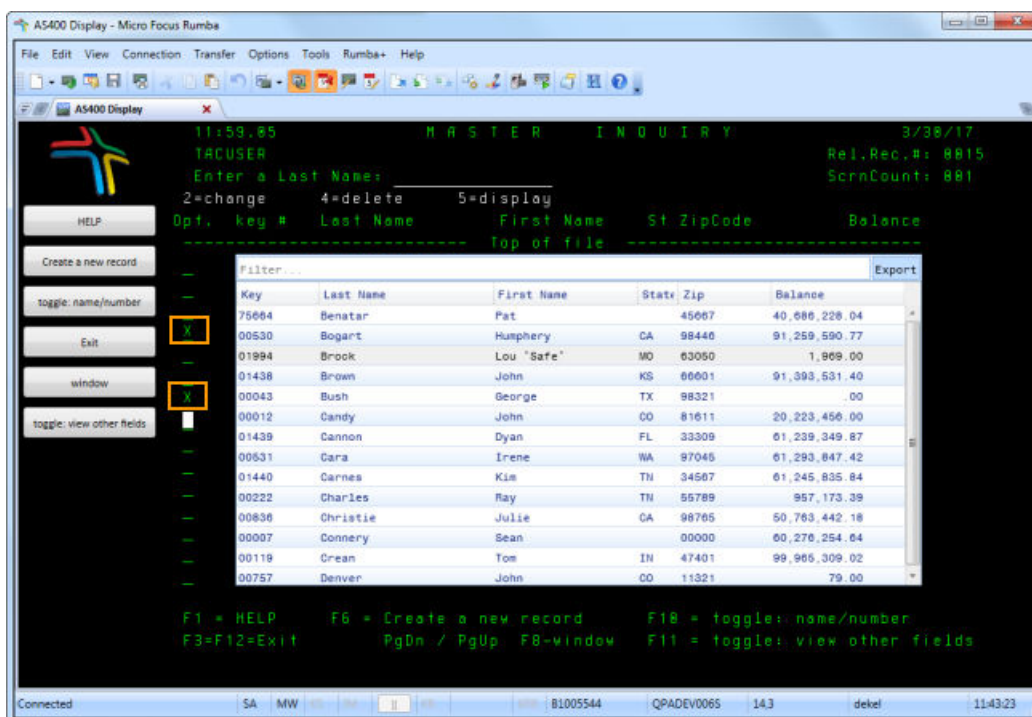 AS400 Display - Micro Focus Rumba
File Edit View Connection Transfer Options Tools Rumba+ Help
AS400 Display
11:59.05 MASTER INQUIRY 3/30/17
TACUSER Rel.Rec.#: 0015
Enter a Last Name: ScrnCount: 001
2=change 4=delete 5=display
HELP
Opt. key # Last Name First Name St ZipCode Balance
Top of file
Create a new record
Filter... Export
toggle: name/number
Key Last Name First Name State Zip Balance
75664 Benatar Pat 45667 40,686,228.04
X 00530 Bogart Humphery CA 98446 91,259,590.77
Exit
01994 Brook Lou "Safe" MO 63050 1,969.00
window
01438 Brown John KS 66601 91,393,531.40
X 00043 Bush George TX 98321 .00
toggle: view other fields
00012 Candy John CO 81611 20,223,456.00
01439 Cannon Dyan FL 33309 61,239,349.87
00531 Cara Irene WA 97045 61,293,847.42
01440 Carnes Kim TN 34567 61,245,835.84
00222 Charles Ray TN 55789 957,173.39
00836 Christie Julie CA 98765 50,763,442.18
00007 Connery Sean 00000 60,276,254.64
00119 Crean Tom IN 47401 99,965,309.02
00757 Denver John CO 11321 79.00
F1 = HELP F6 = Create a new record F10 = toggle: name/number
F3=F12=Exit PgDn / PgUp F8-window F11 = toggle: view other fields
Connected SA MW B1005544 QPADEV006S 14,3 dekel 11:43:23